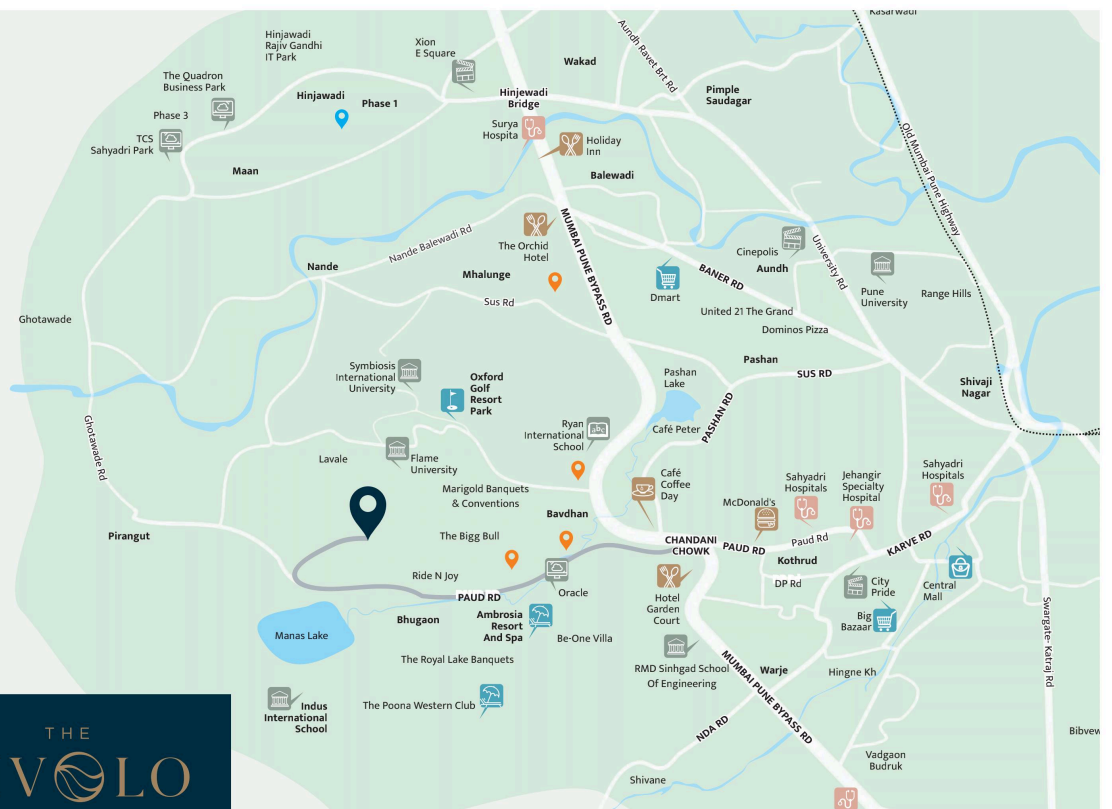 Kasarwadi
Hinjawadi
Rajiv Gandhi
IT Park
Xion
E Square
Wakad
Aundh Ravet Brt Rd
The Quadron
Business Park
Hinjawadi
Phase 1
Hinjewadi
Bridge
Pimple
Saudagar
Phase 3
TCS
Sahyadri Park
Surya
Hospita
Holiday
Inn
Old Mumbai Pune Highway
Maan
Balewadi
Nande Balewadi Rd
The Orchid
Hotel
MUMBAI PUNE BYPASS RD
Cinepolis
Aundh
University Rd
Nande
Mhalunge
BANER RD
Dmart
Pune
University
Range Hills
Sus Rd
United 21 The Grand
Dominos Pizza
Ghotawade
Symbiosis
International
University
Oxford
Golf
Resort
Park
Pashan
SUS RD
Pashan
Lake
Shivaji
Nagar
PASHAN RD
Ghotawade Rd
Ryan
International
School
abc
Café Peter
Lavale
Flame
University
Marigold Banquets
& Conventions
Café
Coffee
Day
McDonald's
Sahyadri
Hospitals
Jehangir
Specialty
Hospital
Sahyadri
Hospitals
Bavdhan
Pirangut
The Bigg Bull
CHANDANI
CHOWK
PAUD RD
Paud Rd
KARVE RD
Kothrud
Ride N Joy
PAUD RD
Oracle
Hotel
Garden
Court
DP Rd
City
Pride
Central
Mall
Big
Bazaar
Swargate- Katraj Rd
Manas Lake
Bhugaon
Ambrosia
Resort
And Spa
Be-One Villa
The Royal Lake Banquets
RMD Sinhgad School
Of Engineering
Warje
Hingne Kh
MUMBAI PUNE BYPASS RD
Indus
International
School
The Poona Western Club
NDA RD
Bibvew
Vadgaon
Budruk
Shivane
THE
VOLO